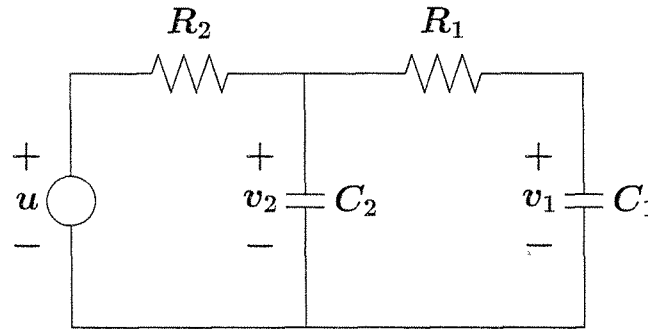 R₂ R₁
+ + +
u v₂ C₂ v₁ C₁
− − −